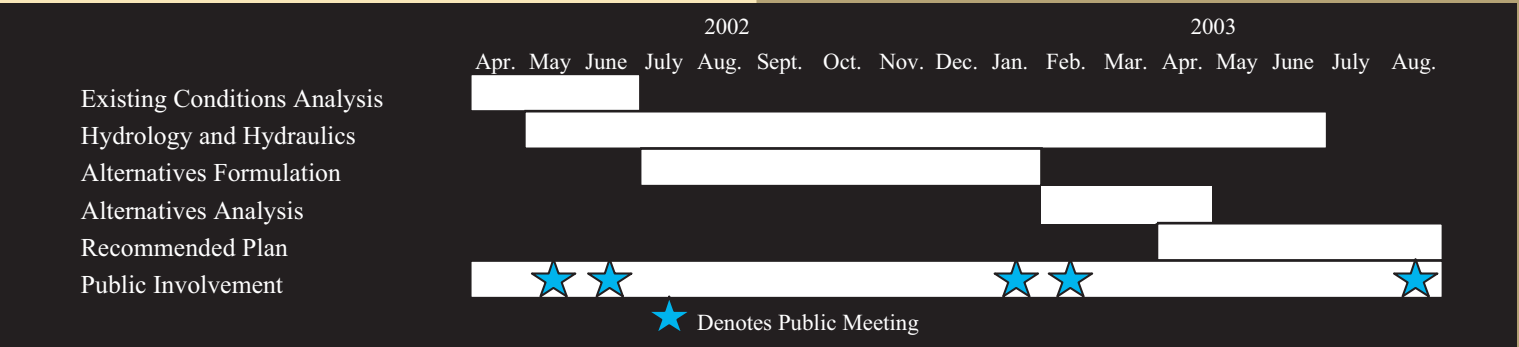 2002 2003
Apr. May June July Aug. Sept. Oct. Nov. Dec. Jan. Feb. Mar. Apr. May June July Aug.
Existing Conditions Analysis
Hydrology and Hydraulics
Alternatives Formulation
Alternatives Analysis
Recommended Plan
Public Involvement
Denotes Public Meeting